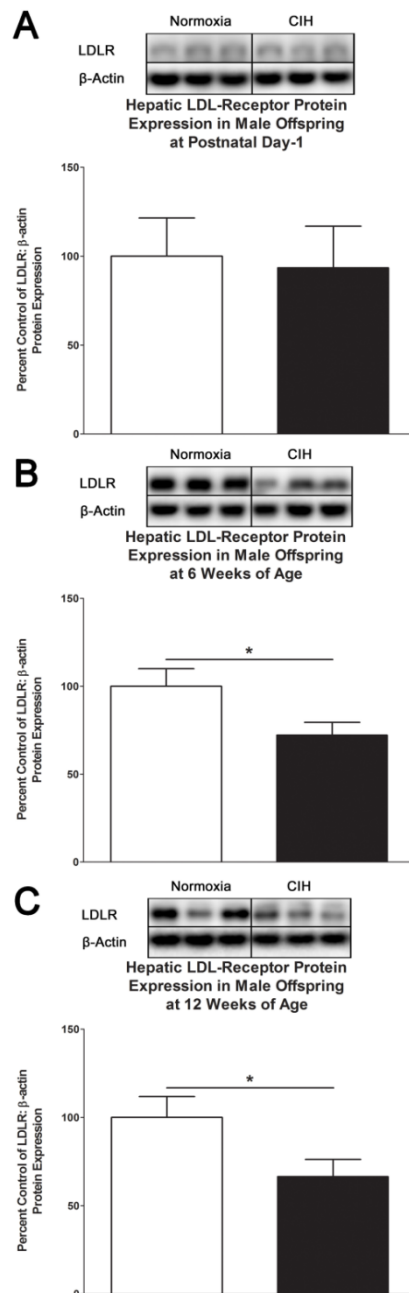 A
Normoxia CIH
LDLR
β-Actin
Hepatic LDL-Receptor Protein
Expression in Male Offspring
at Postnatal Day-1
Percent Control of LDLR: β-actin
Protein Expression
150
100
50
0
B
Normoxia CIH
LDLR
β-Actin
Hepatic LDL-Receptor Protein
Expression in Male Offspring
at 6 Weeks of Age
Percent Control of LDLR: β-actin
Protein Expression
150
100
50
0
*
C
Normoxia CIH
LDLR
β-Actin
Hepatic LDL-Receptor Protein
Expression in Male Offspring
at 12 Weeks of Age
Percent Control of LDLR: β-actin
Protein Expression
150
100
50
0
*